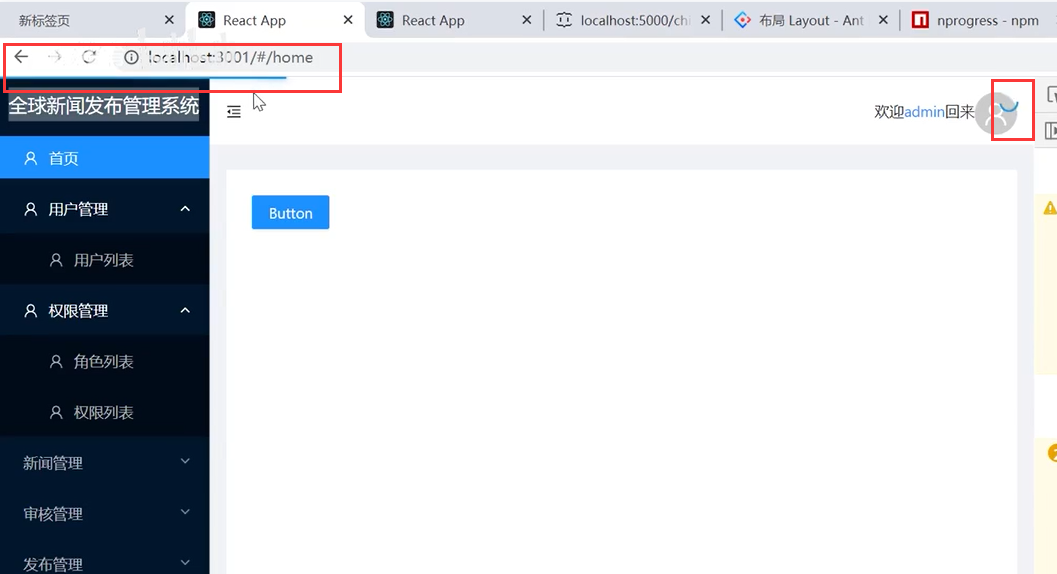 新标签页
React App
React App
localhost:5000/chi
布局 Layout - Ant
nprogress - npm
localhost:3001/#/home
全球新闻发布管理系统
欢迎admin回来
首页
Button
用户管理
用户列表
权限管理
角色列表
权限列表
新闻管理
审核管理
发布管理